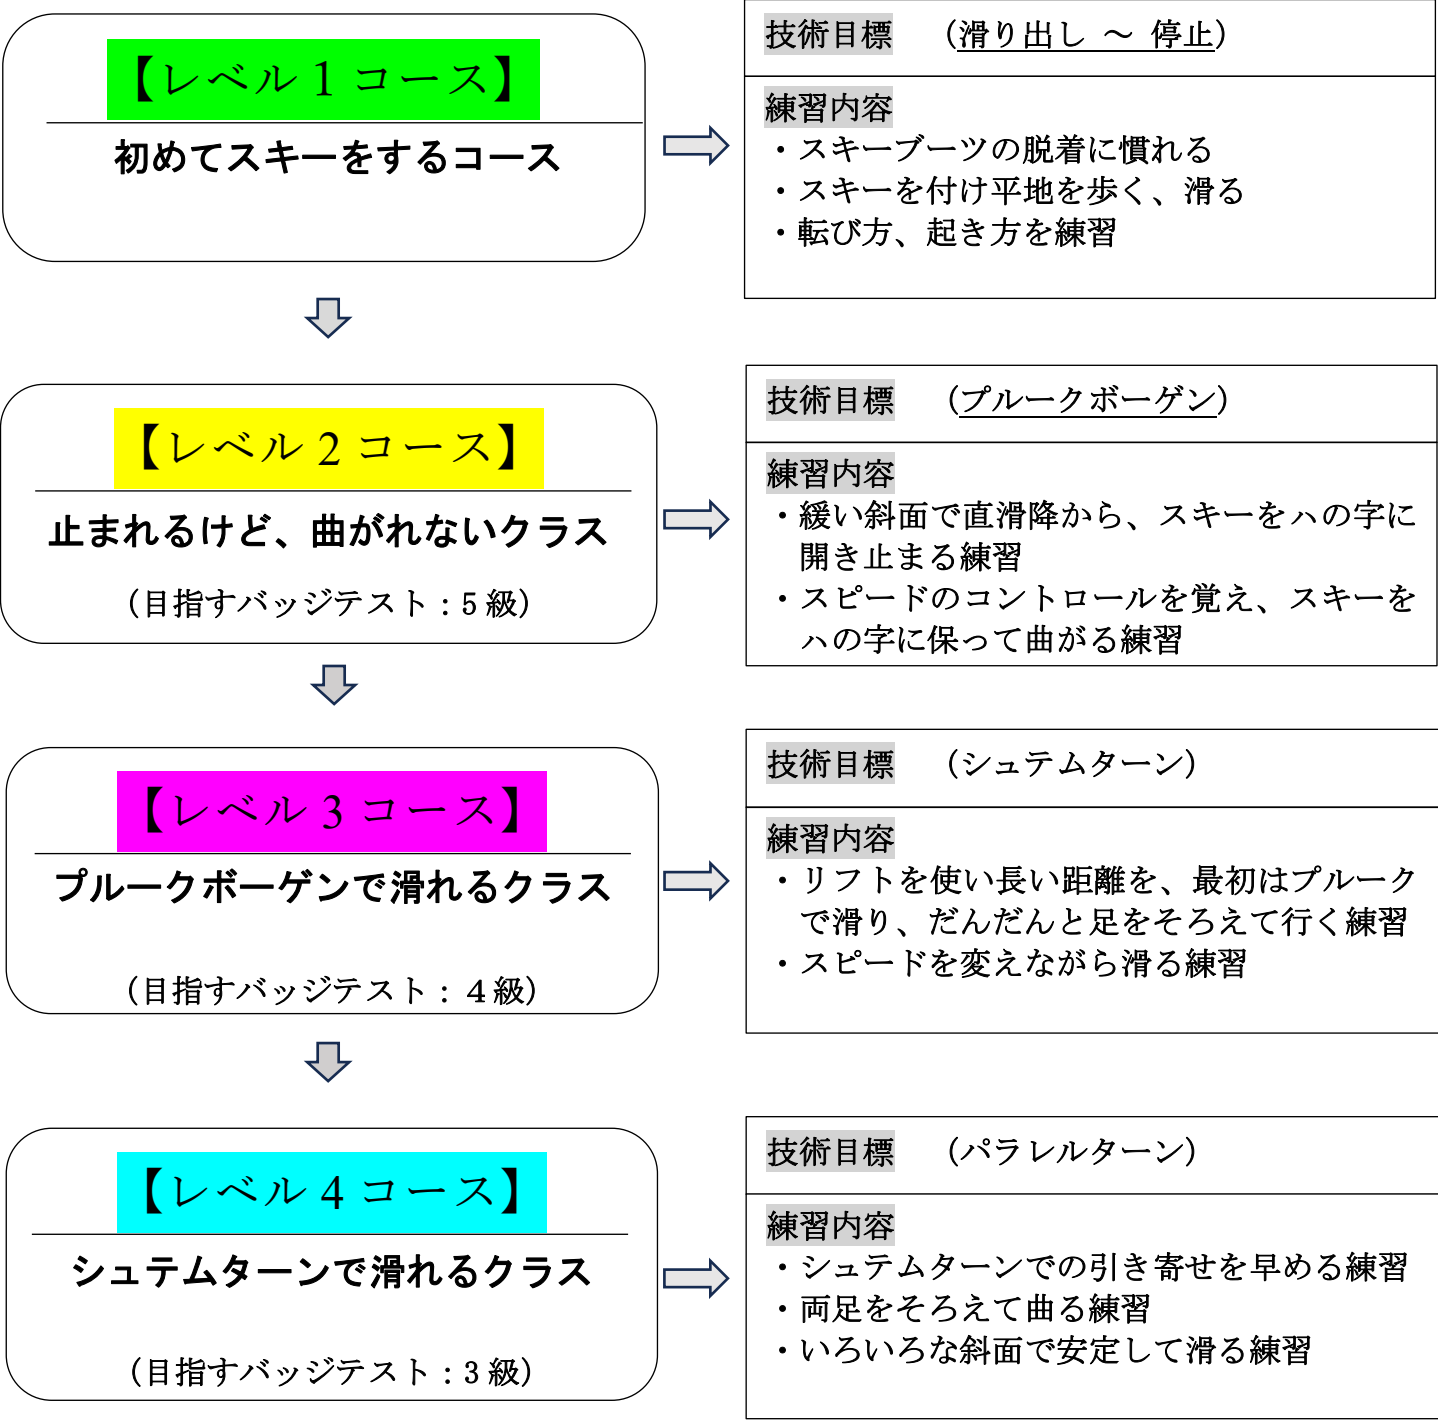 【レベル1コース】
初めてスキーをするコース
技術目標 （滑り出し ～ 停止）
練習内容
・スキーブーツの脱着に慣れる
・スキーを付け平地を歩く、滑る
・転び方、起き方を練習
【レベル2コース】
止まれるけど、曲がれないクラス
（目指すバッジテスト：5級）
技術目標 （プルークボーゲン）
練習内容
・緩い斜面で直滑降から、スキーをハの字に
開き止まる練習
・スピードのコントロールを覚え、スキーを
ハの字に保って曲がる練習
【レベル3コース】
プルークボーゲンで滑れるクラス
（目指すバッジテスト：４級）
技術目標 （シュテムターン）
練習内容
・リフトを使い長い距離を、最初はプルーク
で滑り、だんだんと足をそろえて行く練習
・スピードを変えながら滑る練習
【レベル4コース】
シュテムターンで滑れるクラス
（目指すバッジテスト：3級）
技術目標 （パラレルターン）
練習内容
・シュテムターンでの引き寄せを早める練習
・両足をそろえて曲る練習
・いろいろな斜面で安定して滑る練習